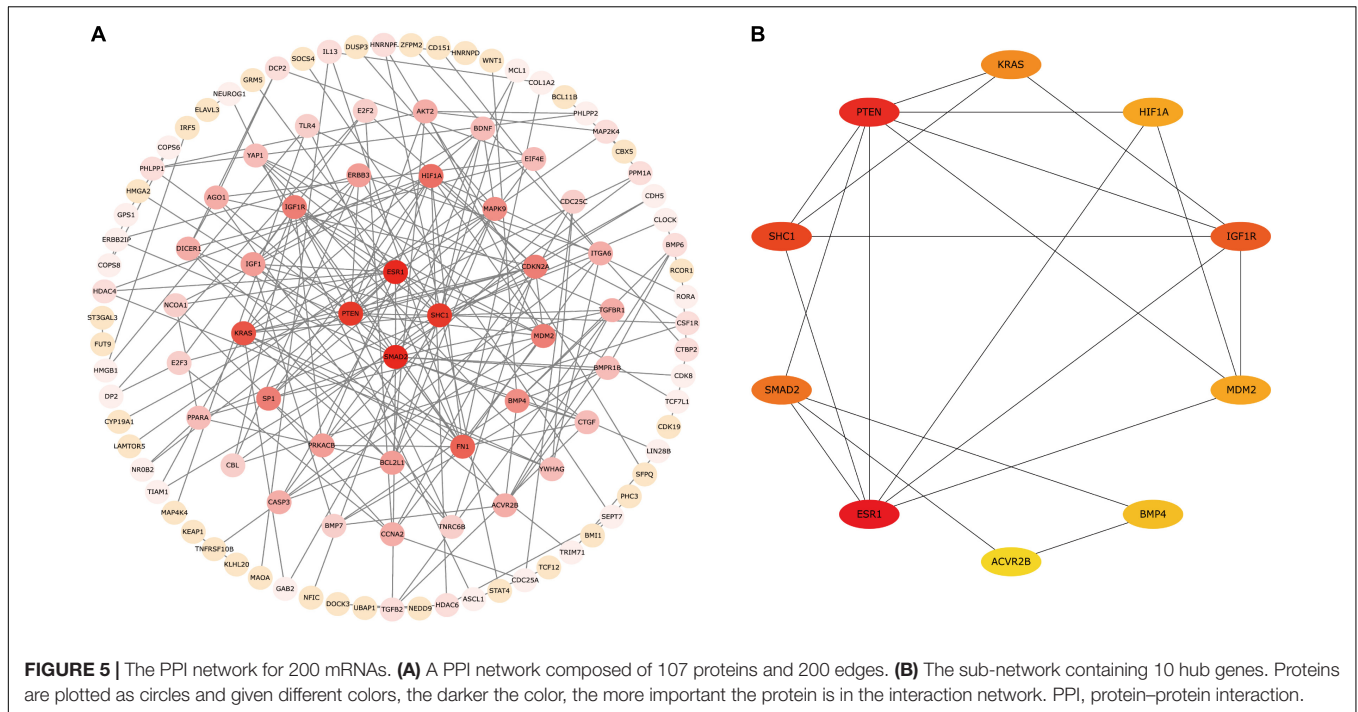 A
B
IL13
DUSP3
HNRNPF
ZFPM2
CD151
HNRNPD
WNT1
MCL1
COL1A2
BCL11B
PHLPP2
MAP2K4
CBX5
PPM1A
CDH5
CLOCK
BMP6
RCOR1
RORA
CSF1R
CTBP2
CDK8
TCF7L1
CDK19
LIN28B
SFPQ
PHC3
SEPT7
BMI1
TRIM71
TCF12
CDC25A
STAT4
ASCL1
HDAC6
NEDD9
TGFB2
UBAP1
DOCK3
NFIC
GAB2
MAOA
KLHL20
TNFRSF10B
KEAP1
MAP4K4
TIAM1
NR0B2
LAMTOR5
CYP19A1
DP2
HMGB1
FUT9
ST3GAL3
HDAC4
COPS8
ERBB2IP
GPS1
HMGA2
PHLPP1
COPS6
IRF5
ELAVL3
NEUROG1
GRM5
DCP2
SOCS4
E2F2
AKT2
BDNF
TLR4
EIF4E
YAP1
ERBB3
HIF1A
CDC25C
AGO1
IGF1R
MAPK9
DICER1
IGF1
ITGA6
ESR1
CDKN2A
NCOA1
PTEN
SHC1
TGFBR1
KRAS
MDM2
E2F3
SMAD2
BMPR1B
SP1
BMP4
PPARA
CTGF
PRKACB
FN1
CBL
BCL2L1
YWHAG
CASP3
ACVR2B
BMP7
CCNA2
TNRC6B
KRAS
PTEN
HIF1A
SHC1
IGF1R
SMAD2
MDM2
ESR1
BMP4
ACVR2B
FIGURE 5 | The PPI network for 200 mRNAs. (A) A PPI network composed of 107 proteins and 200 edges. (B) The sub-network containing 10 hub genes. Proteins
are plotted as circles and given different colors, the darker the color, the more important the protein is in the interaction network. PPI, protein–protein interaction.